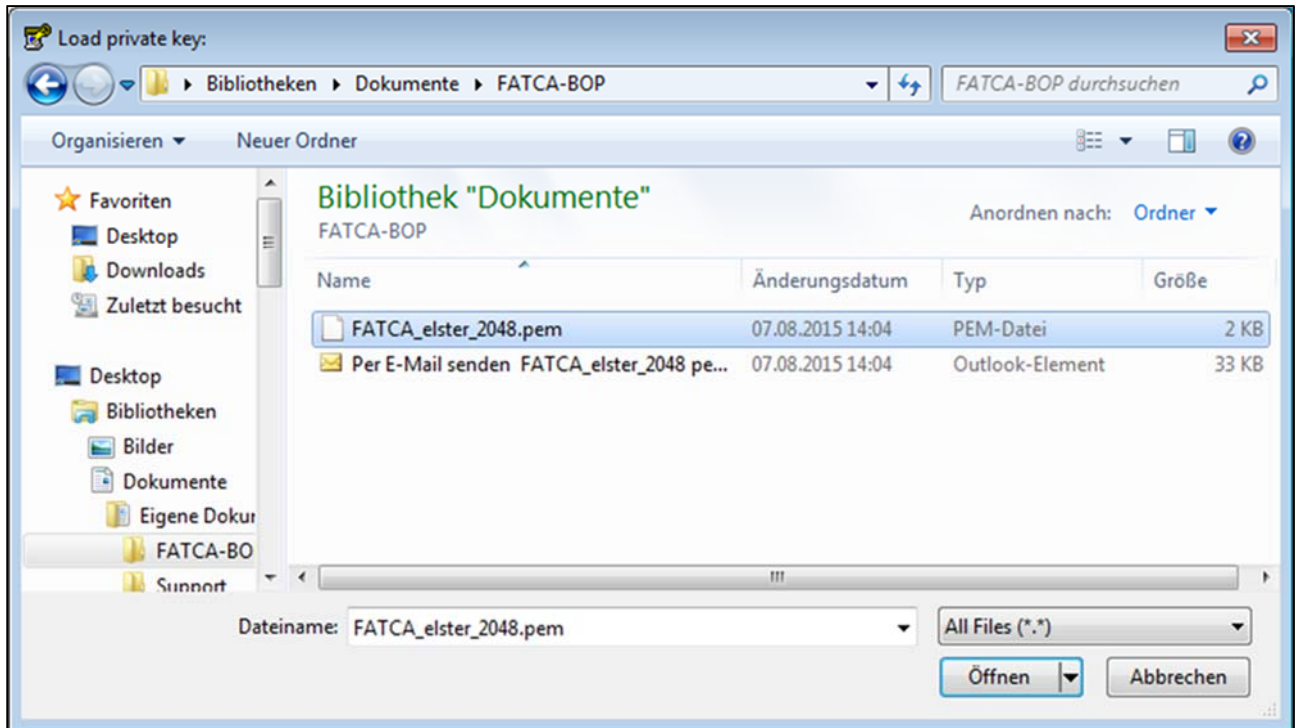 Load private key:
Bibliotheken Dokumente FATCA-BOP FATCA-BOP durchsuchen
Organisieren Neuer Ordner
Favoriten
Desktop
Downloads
Zuletzt besucht
Desktop
Bibliotheken
Bilder
Dokumente
Eigene Dokur
FATCA-BO
Support
Bibliothek "Dokumente"
FATCA-BOP
Anordnen nach: Ordner
Name Änderungsdatum Typ Größe
FATCA_elster_2048.pem 07.08.2015 14:04 PEM-Datei 2 KB
Per E-Mail senden FATCA_elster_2048 pe... 07.08.2015 14:04 Outlook-Element 33 KB
Dateiname: FATCA_elster_2048.pem All Files (*.*)
Öffnen Abbrechen